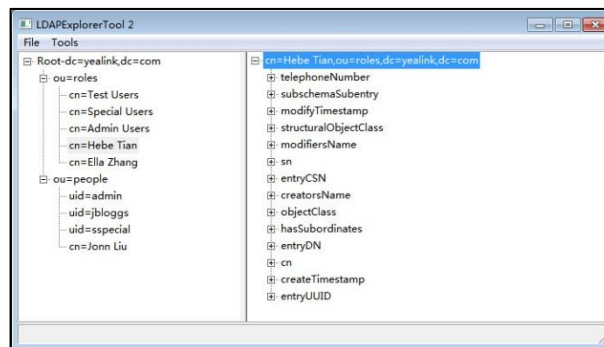 LDAPExplorerTool 2
File Tools
Root-dc=yealink,dc=com
ou=roles
cn=Test Users
cn=Special Users
cn=Admin Users
cn=Hebe Tian
cn=Ella Zhang
ou=people
uid=admin
uid=jbloggs
uid=sspecial
cn=Jonn Liu
cn=Hebe Tian,ou=roles,dc=yealink,dc=com
telephoneNumber
subschemaSubentry
modifyTimestamp
structuralObjectClass
modifiersName
sn
entryCSN
creatorsName
objectClass
hasSubordinates
entryDN
cn
createTimestamp
entryUUID